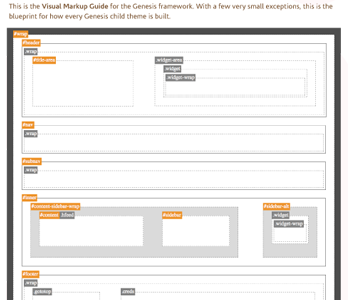 This is the Visual Markup Guide for the Genesis framework. With a few very small exceptions, this is the
blueprint for how every Genesis child theme is built.
#wrap
#header
.wrap
#title-area .widget-area
.widget
.widget-wrap
#nav
.wrap
#subnav
.wrap
#inner
#content-sidebar-wrap #sidebar-alt
#content .hfeed #sidebar .widget
.widget-wrap
#footer
.wrap
.gototop .creds